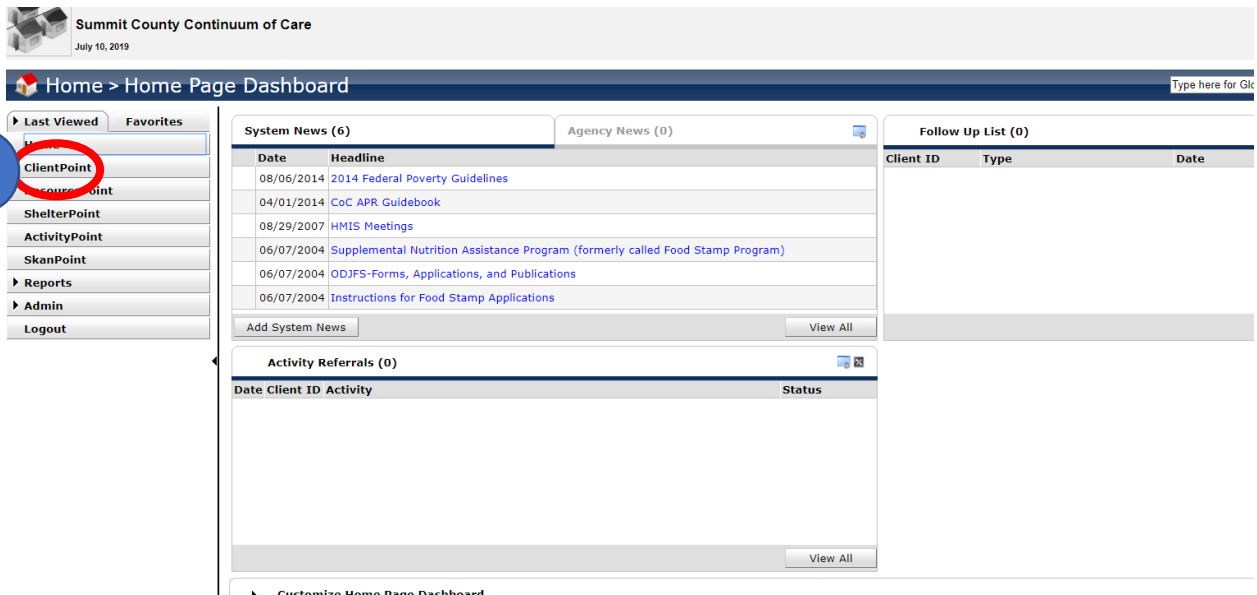 Summit County Continuum of Care
July 10, 2019
Home > Home Page Dashboard
Type here for Glo
Last Viewed Favorites
ClientPoint
ShelterPoint
ActivityPoint
SkanPoint
Reports
Admin
Logout
System News (6) Agency News (0)
Date Headline
08/06/2014 2014 Federal Poverty Guidelines
04/01/2014 CoC APR Guidebook
08/29/2007 HMIS Meetings
06/07/2004 Supplemental Nutrition Assistance Program (formerly called Food Stamp Program)
06/07/2004 ODJFS-Forms, Applications, and Publications
06/07/2004 Instructions for Food Stamp Applications
Add System News View All
Follow Up List (0)
Client ID Type Date
Activity Referrals (0)
Date Client ID Activity Status
View All
Customize Home Page Dashboard